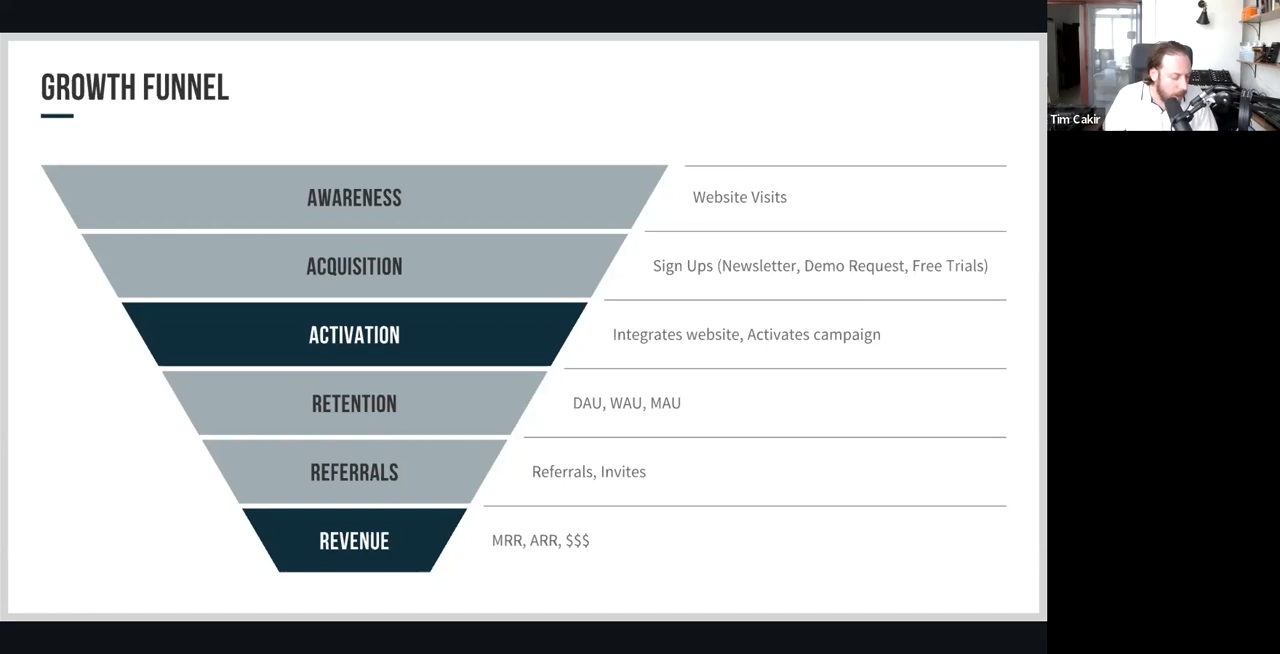 GROWTH FUNNEL
AWARENESS
Website Visits
ACQUISITION
Sign Ups (Newsletter, Demo Request, Free Trials)
ACTIVATION
Integrates website, Activates campaign
RETENTION
DAU, WAU, MAU
REFERRALS
Referrals, Invites
REVENUE
MRR, ARR, $$$
Tim Cakir